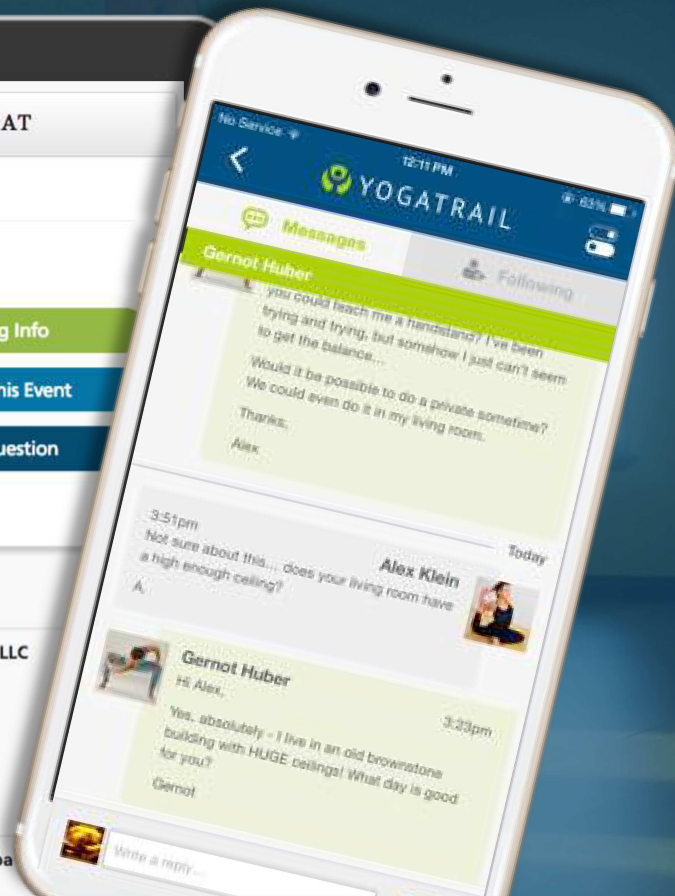 AT
g Info
his Event
uestion
LLC
pa
No Service
12:11 PM
63%
YOGATRAIL
Messages
Following
Gernot Huber
you could teach me a handstand? I've been
trying and trying, but somehow I just can't seem
to get the balance...
Would it be possible to do a private sometime?
We could even do it in my living room.
Thanks,
Alex
Today
3:51pm
Alex Klein
Not sure about this... does your living room have
a high enough ceiling?
A.
Gernot Huber
3:23pm
Hi Alex,
Yes, absolutely - I live in an old brownstone
building with HUGE ceilings! What day is good
for you?
Gernot
Write a reply...